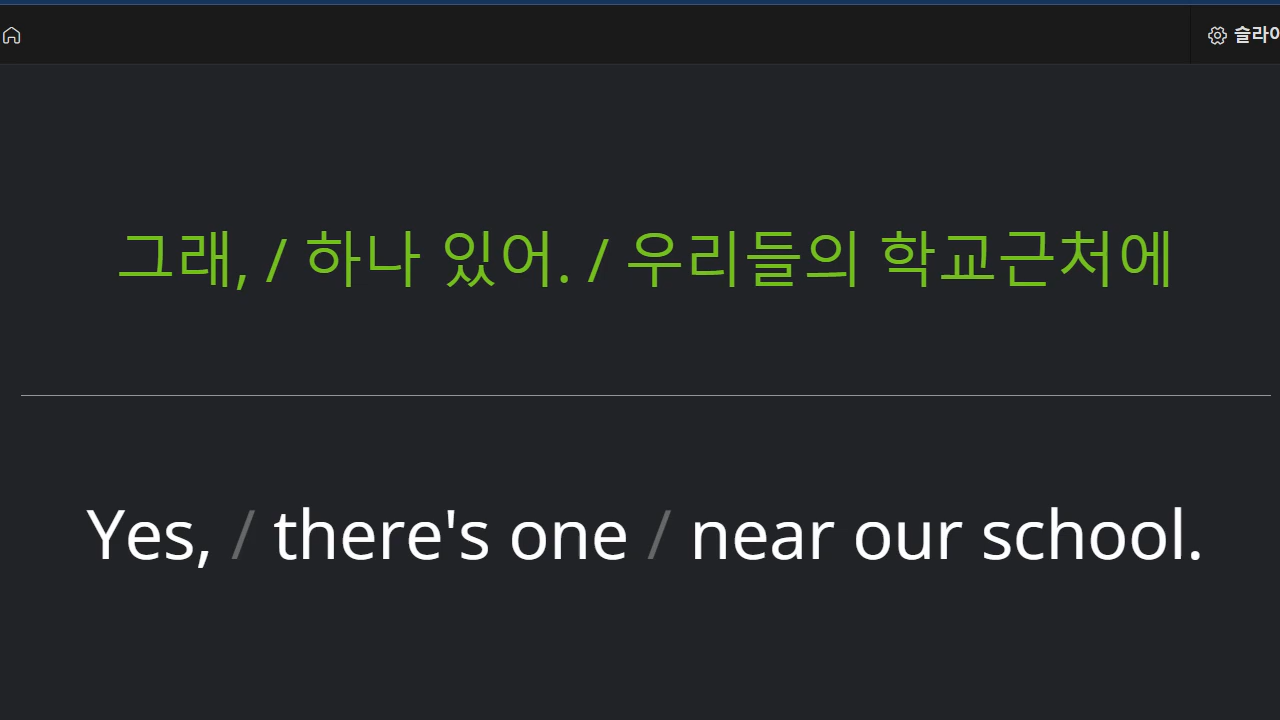 슬라이
그래, / 하나 있어. / 우리들의 학교근처에
Yes, / there's one / near our school.